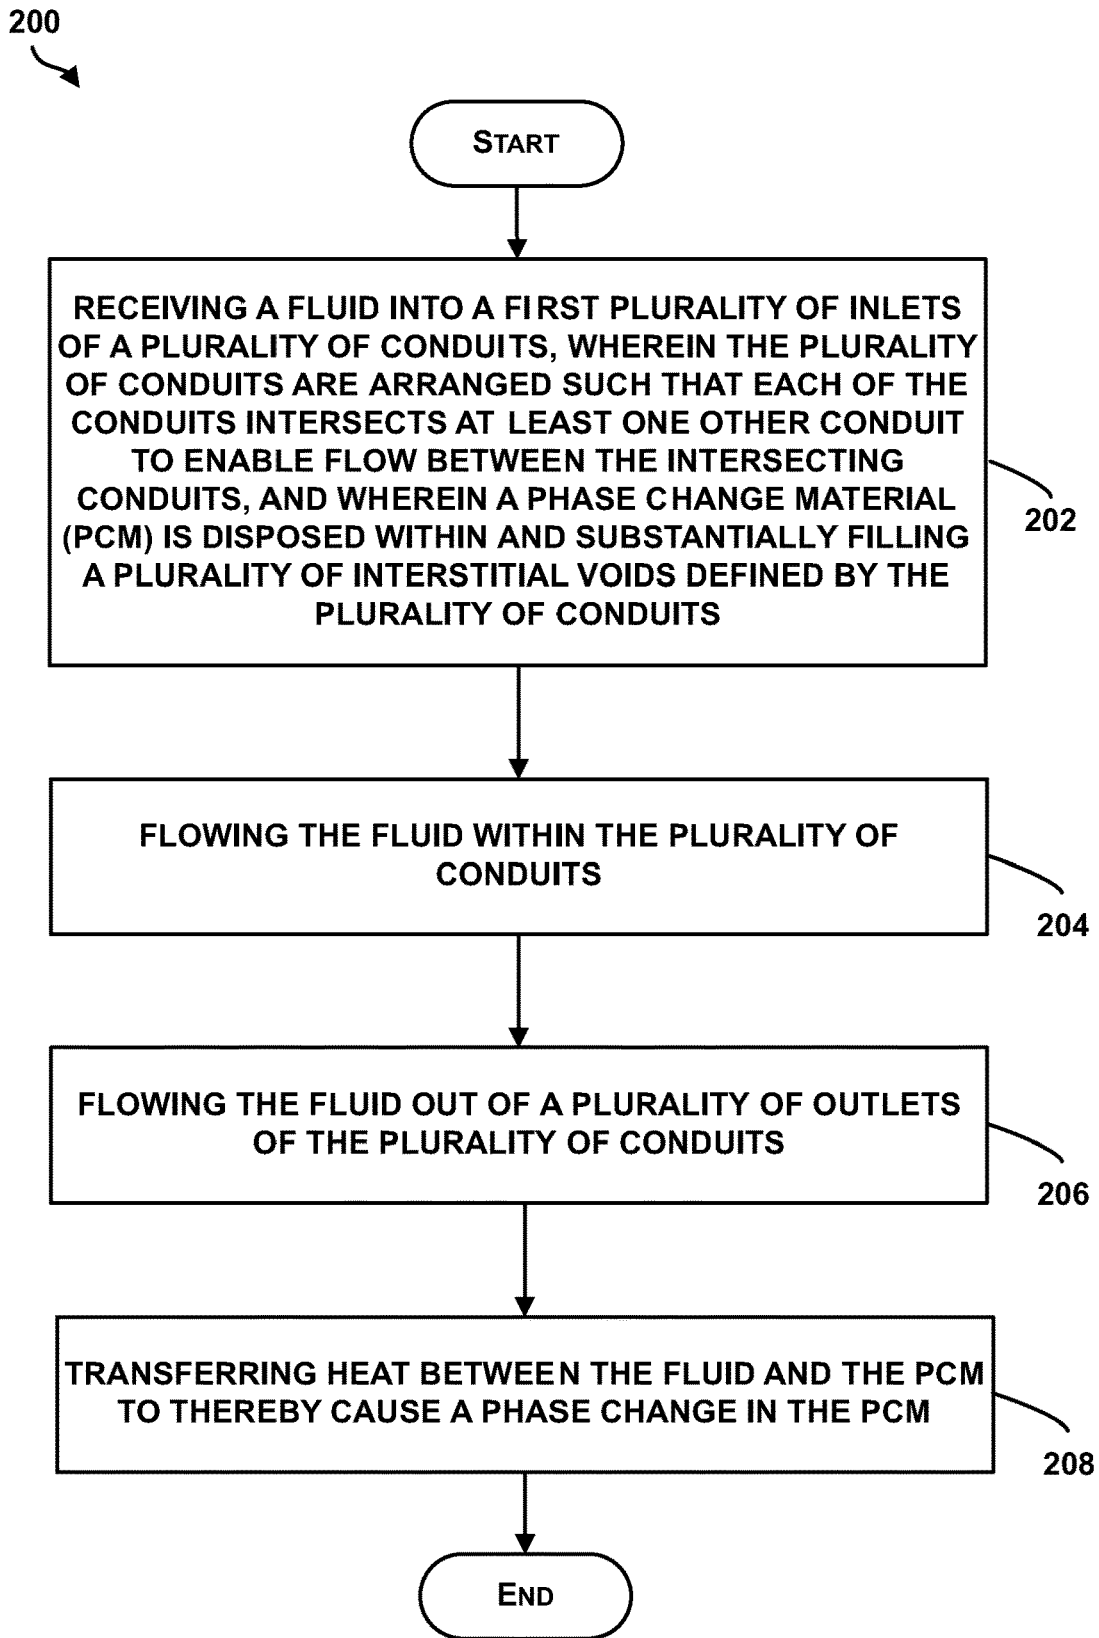 200
START
RECEIVING A FLUID INTO A FIRST PLURALITY OF INLETS
OF A PLURALITY OF CONDUITS, WHEREIN THE PLURALITY
OF CONDUITS ARE ARRANGED SUCH THAT EACH OF THE
CONDUITS INTERSECTS AT LEAST ONE OTHER CONDUIT
TO ENABLE FLOW BETWEEN THE INTERSECTING
CONDUITS, AND WHEREIN A PHASE CHANGE MATERIAL
(PCM) IS DISPOSED WITHIN AND SUBSTANTIALLY FILLING
A PLURALITY OF INTERSTITIAL VOIDS DEFINED BY THE
PLURALITY OF CONDUITS
202
FLOWING THE FLUID WITHIN THE PLURALITY OF
CONDUITS
204
FLOWING THE FLUID OUT OF A PLURALITY OF OUTLETS
OF THE PLURALITY OF CONDUITS
206
TRANSFERRING HEAT BETWEEN THE FLUID AND THE PCM
TO THEREBY CAUSE A PHASE CHANGE IN THE PCM
208
END